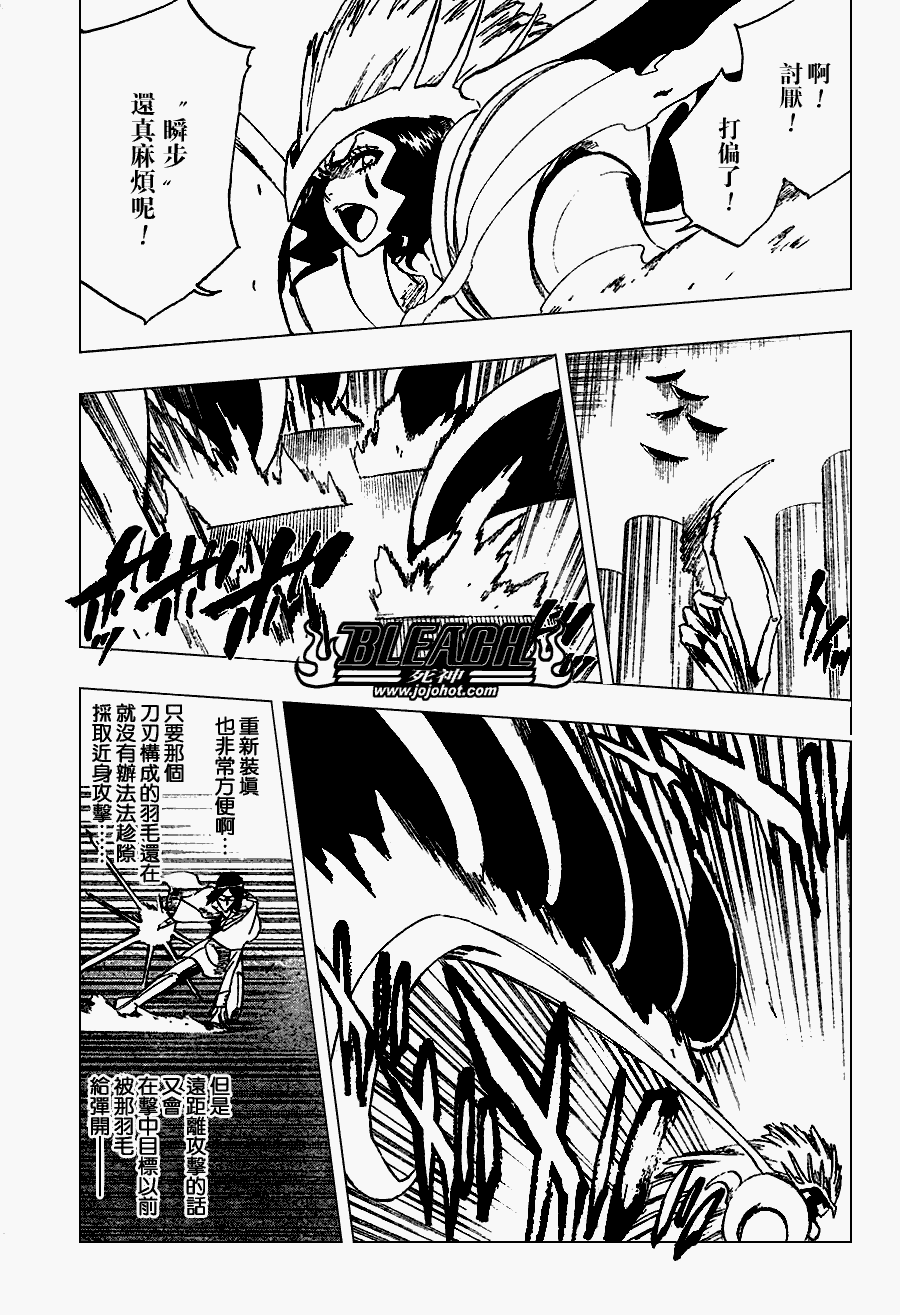 啊！
討厭！
打偏了！
〝瞬步〞
還真麻煩呢！
BLEACH
死神
www.jojohot.com
重新裝填
也非常方便啊…
只要那個
刀刃構成的羽毛還在
就沒有辦法法趁隙
採取近身攻擊……
但是
遠距離攻擊的話
又會
在擊中目標以前
被那羽毛
給彈開——